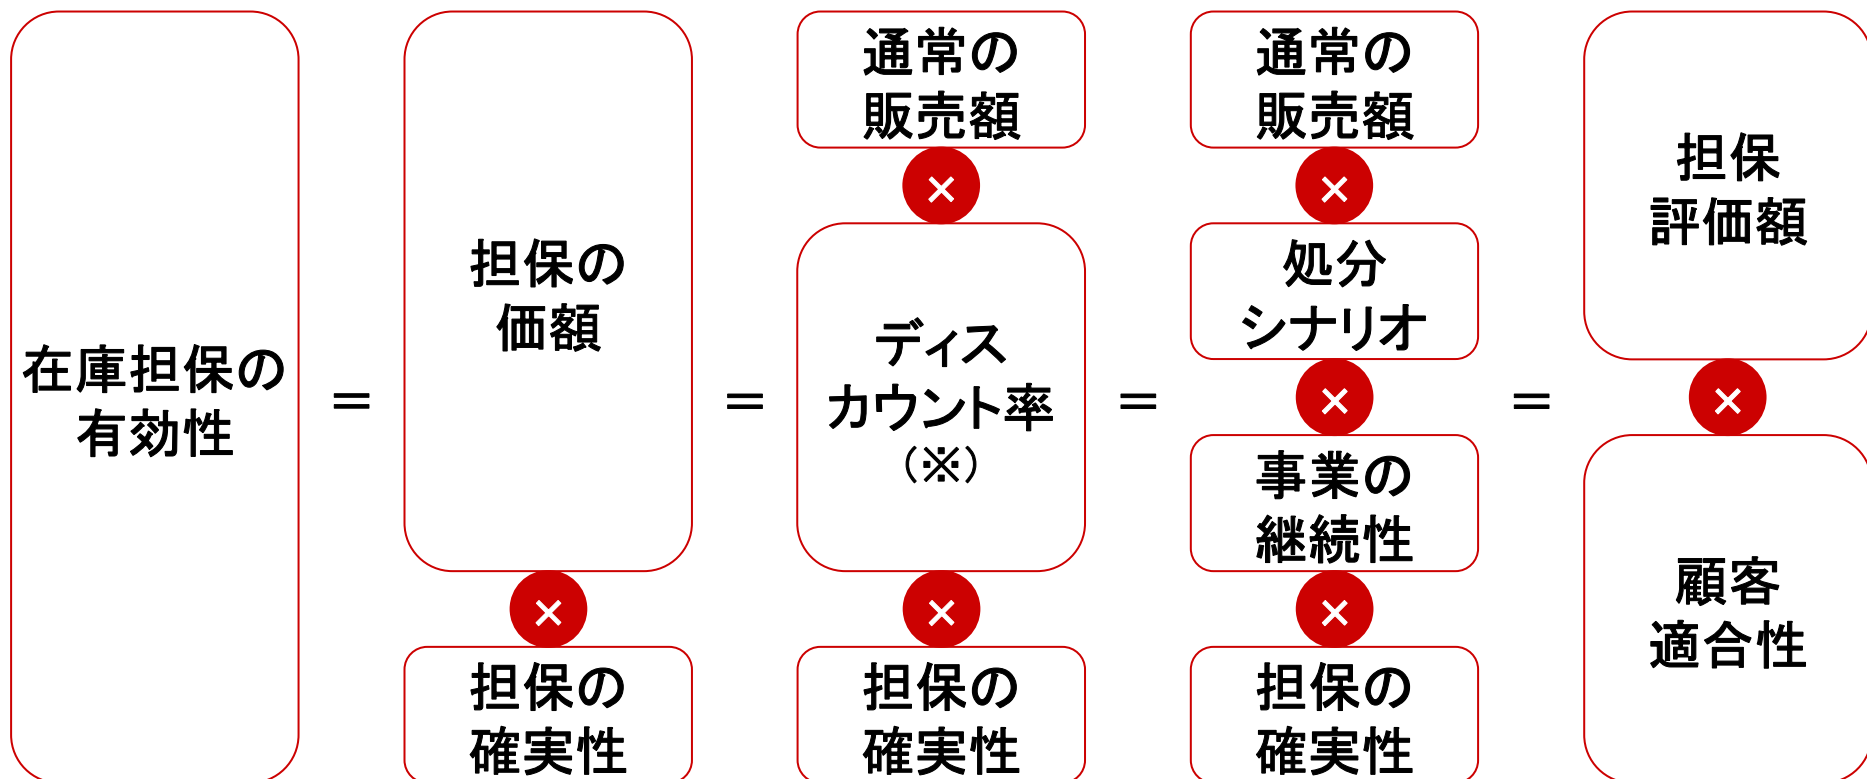 在庫担保の
有効性
＝
担保の
価額
×
担保の
確実性
＝
通常の
販売額
×
ディス
カウント率
（※）
×
担保の
確実性
＝
通常の
販売額
×
処分
シナリオ
×
事業の
継続性
×
担保の
確実性
＝
担保
評価額
×
顧客
適合性